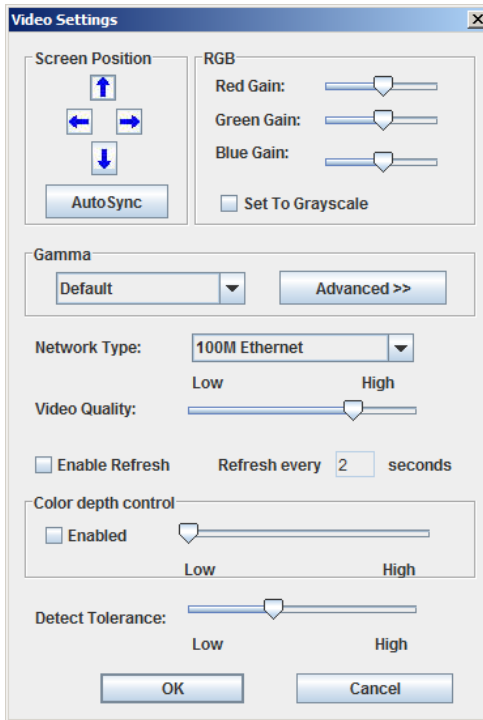 Video Settings
Screen Position
AutoSync
RGB
Red Gain:
Green Gain:
Blue Gain:
Set To Grayscale
Gamma
Default
Advanced >>
Network Type:
100M Ethernet
Low High
Video Quality:
Enable Refresh Refresh every 2 seconds
Color depth control
Enabled
Low High
Detect Tolerance:
Low High
OK Cancel